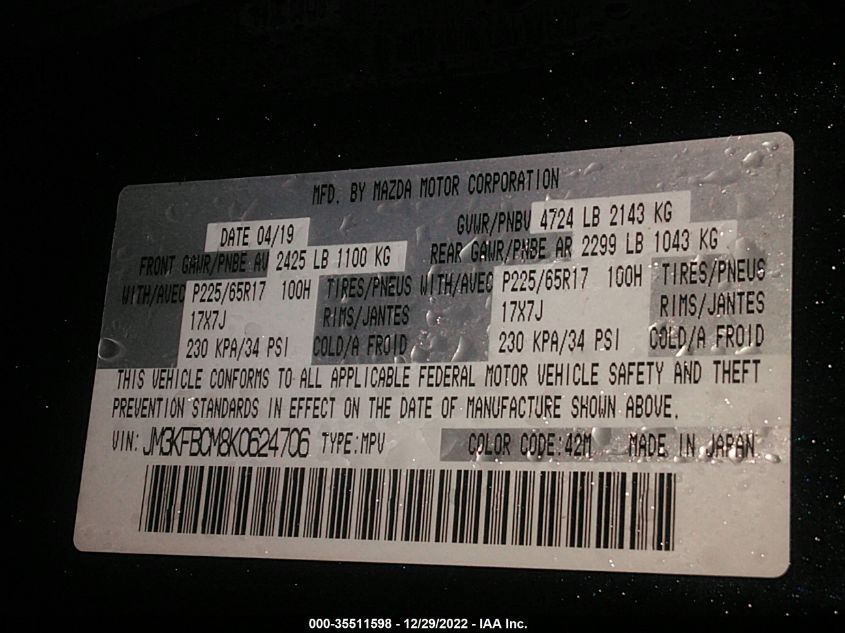 MFD. BY MAZDA MOTOR CORPORATION
DATE 04/19 GVWR/PNBV 4724 LB 2143 KG
FRONT GAWR/PNBE AV 2425 LB 1100 KG REAR GAWR/PNBE AR 2299 LB 1043 KG
WITH/AVEC P225/65R17 100H TIRES/PNEUS WITH/AVEC P225/65R17 100H TIRES/PNEUS
17X7J RIMS/JANTES 17X7J RIMS/JANTES
230 KPA/34 PSI COLD/A FROID 230 KPA/34 PSI COLD/A FROID
THIS VEHICLE CONFORMS TO ALL APPLICABLE FEDERAL MOTOR VEHICLE SAFETY AND THEFT
PREVENTION STANDARDS IN EFFECT ON THE DATE OF MANUFACTURE SHOWN ABOVE.
VIN: JM3KFBCM8K0624706 TYPE:MPV COLOR CODE:42M MADE IN JAPAN
000-35511598 - 12/29/2022 - IAA Inc.